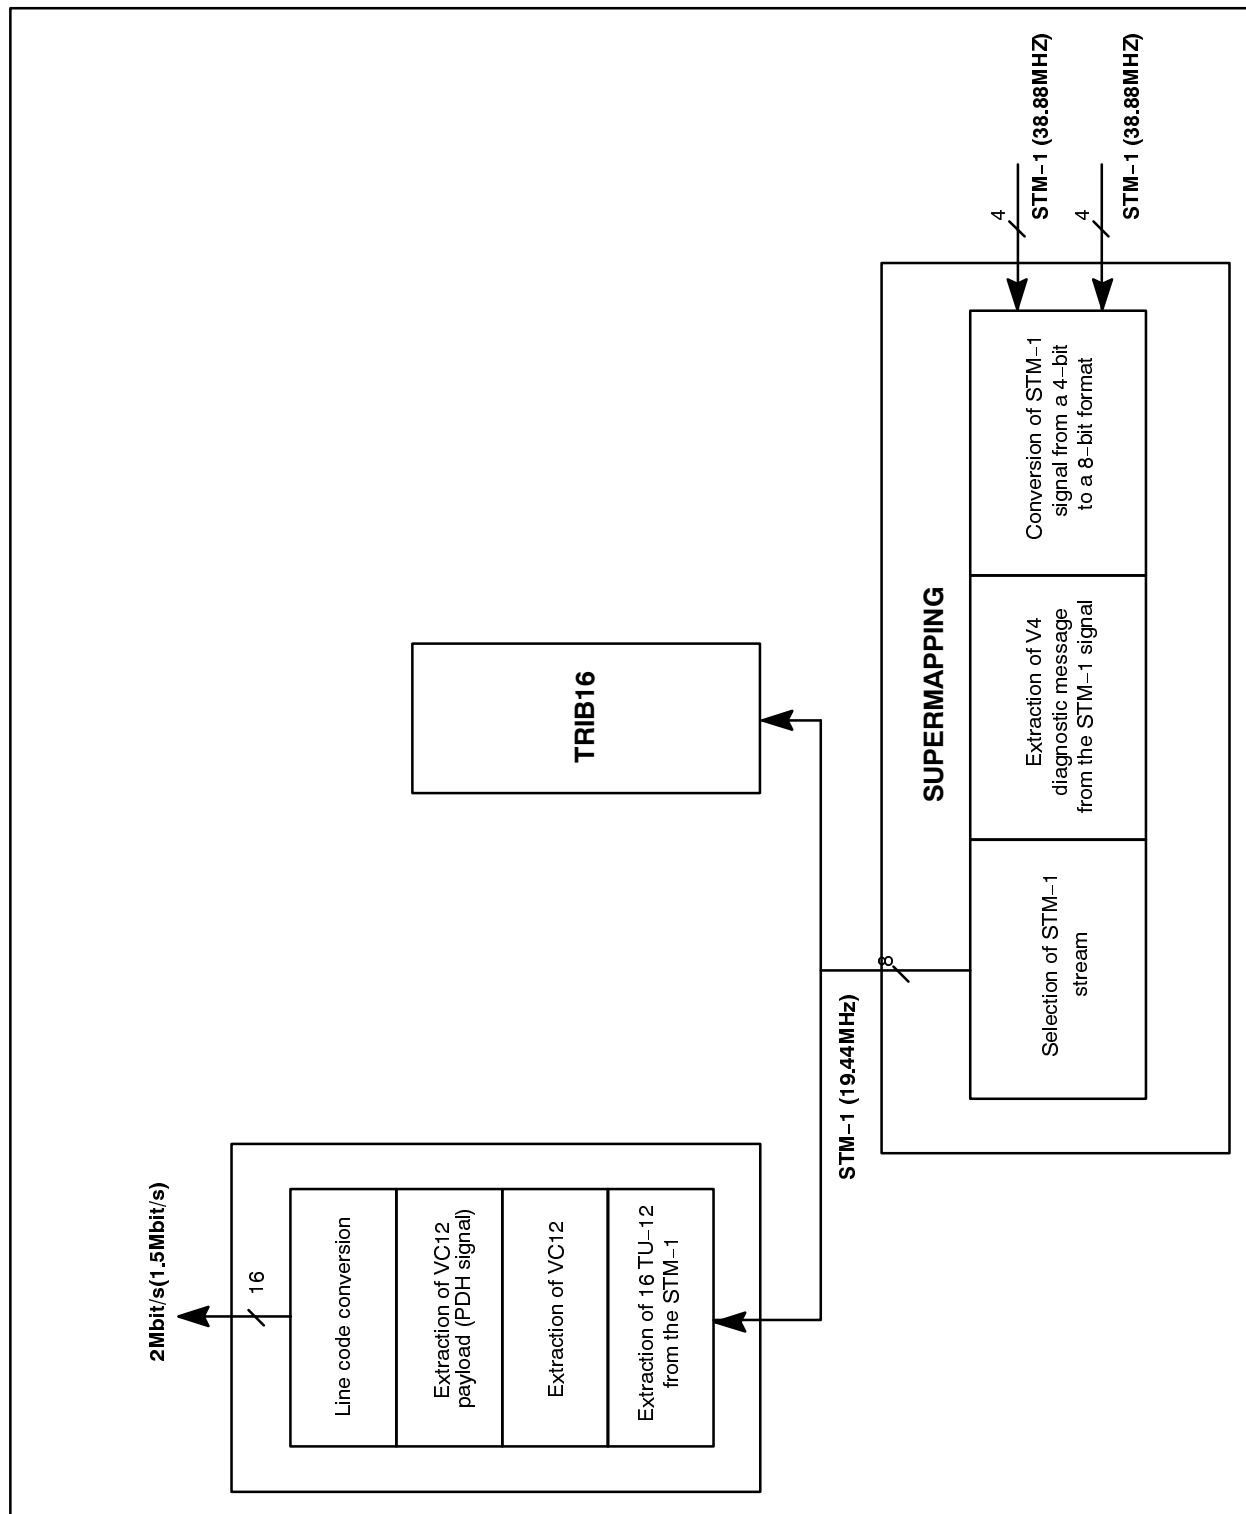 2Mbit/s(1.5Mbit/s)
16
Line code conversion
Extraction of VC12
payload (PDH signal)
Extraction of VC12
Extraction of 16 TU−12
from the STM−1
TRIB16
STM−1 (19.44MHz)
8
SUPERMAPPING
Selection of STM−1
stream
Extraction of V4
diagnostic message
from the STM−1 signal
Conversion of STM−1
signal from a 4−bit
to a 8−bit format
4
STM−1 (38.88MHZ)
4
STM−1 (38.88MHZ)